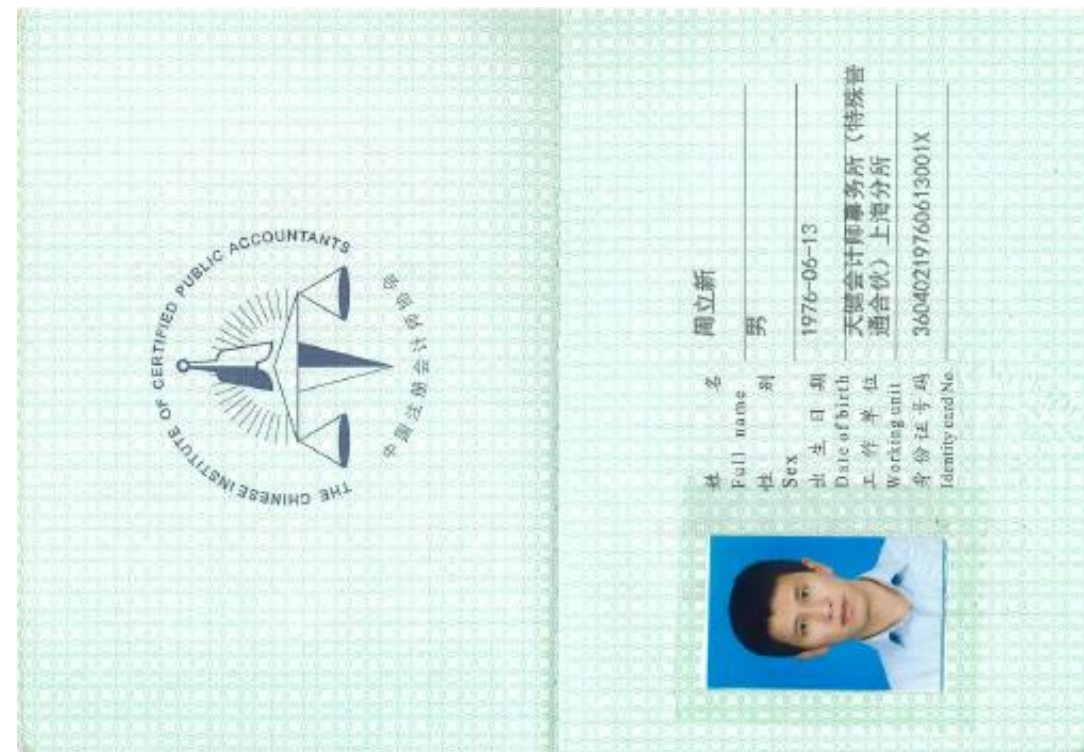 THE CHINESE INSTITUTE OF CERTIFIED PUBLIC ACCOUNTANTS
中国注册会计师协会
姓 名 周立新
Full name
性 别 男
Sex
出 生 日 期 1976-06-13
Date of birth
工 作 单 位 天健会计师事务所（特殊普
通合伙）上海分所
Working unit
身 份 证 号 码 36040219760613001X
Identity card No.